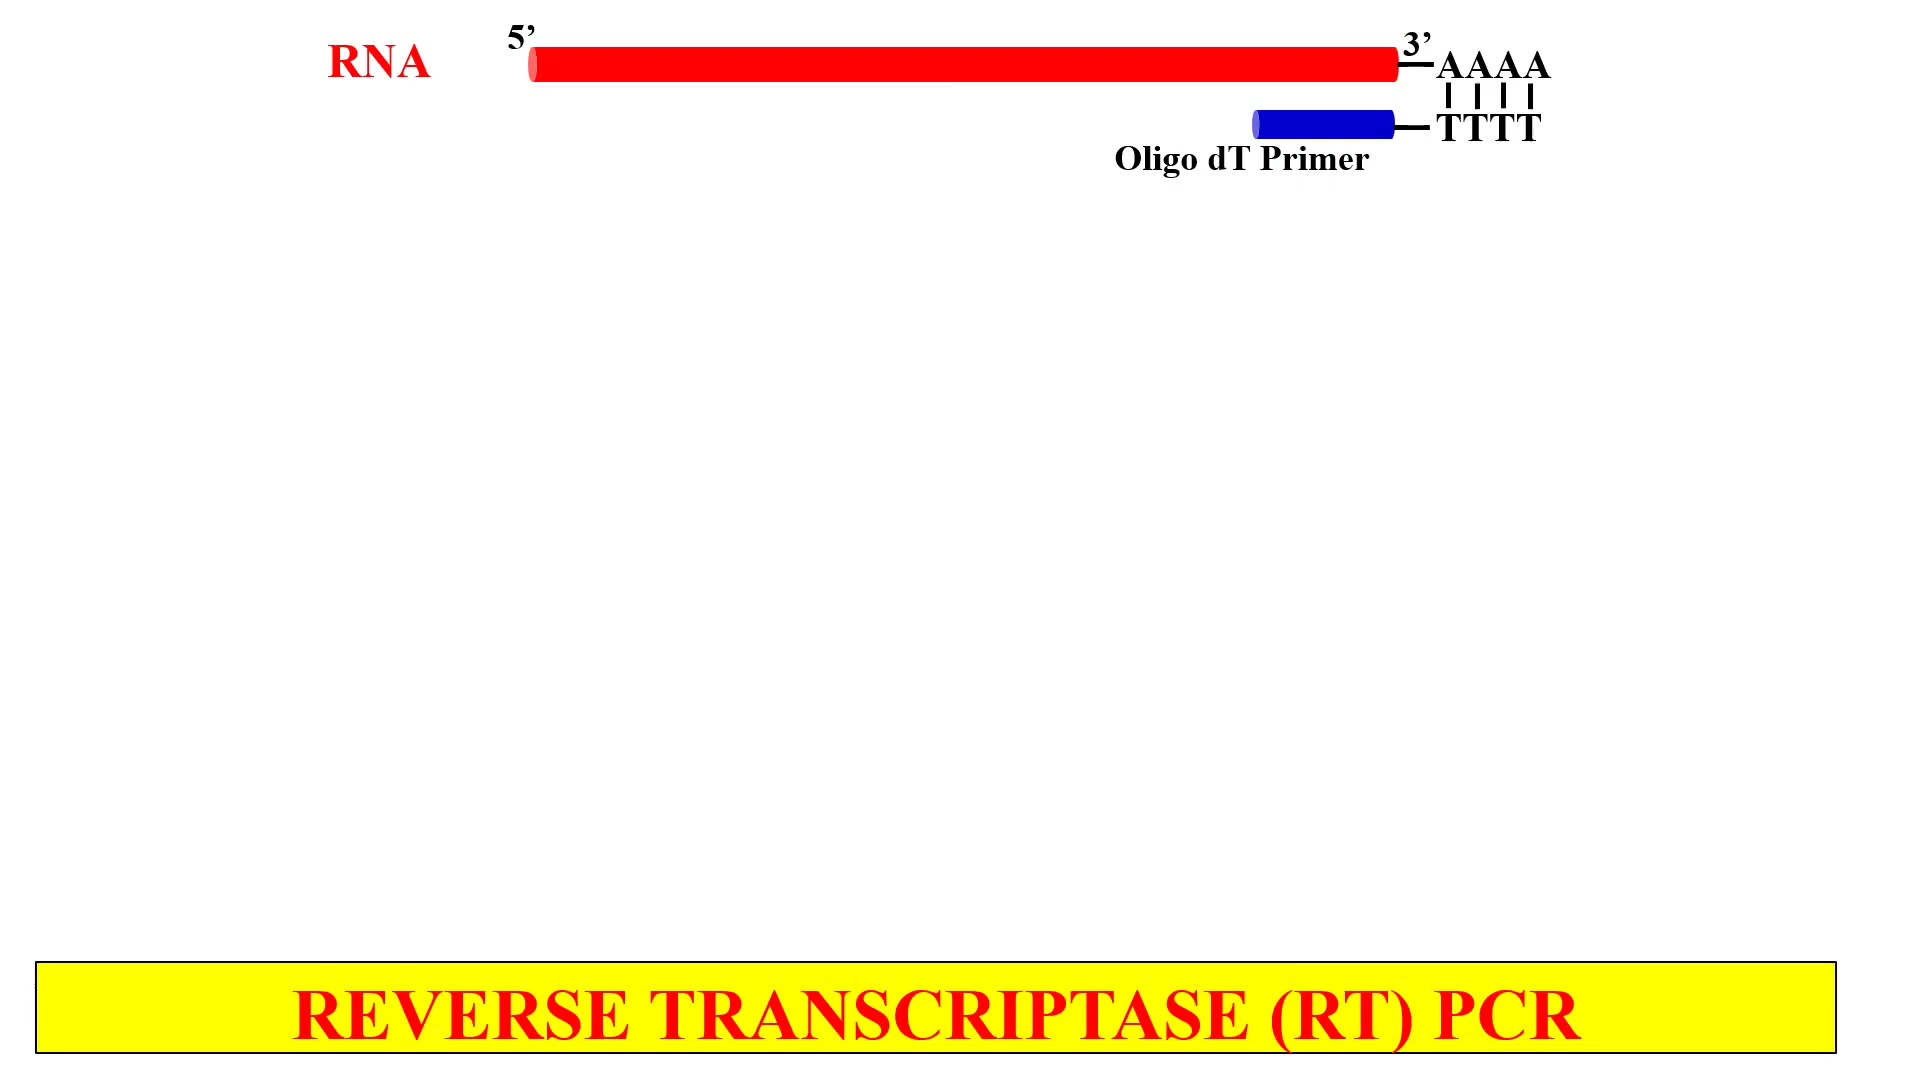 5’
3’
RNA
AAAA
TTTT
Oligo dT Primer
REVERSE TRANSCRIPTASE (RT) PCR